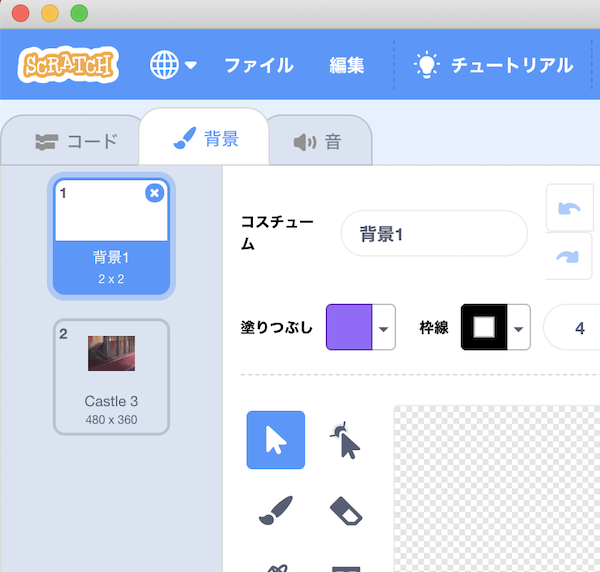 SCRATCH ファイル 編集 チュートリアル
コード 背景 音
1
背景1
2 x 2
2
Castle 3
480 x 360
コスチュー
ム
背景1
塗りつぶし 枠線 4